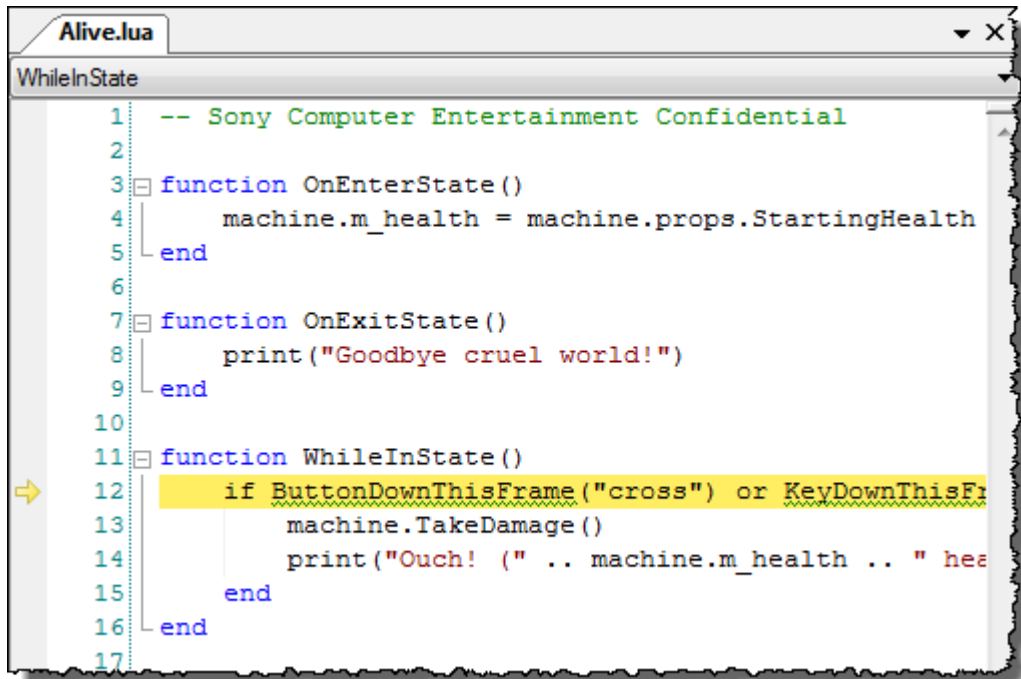 Alive.lua
WhileInState
1 -- Sony Computer Entertainment Confidential
2
3 function OnEnterState()
4 machine.m_health = machine.props.StartingHealth
5 end
6
7 function OnExitState()
8 print("Goodbye cruel world!")
9 end
10
11 function WhileInState()
12 if ButtonDownThisFrame("cross") or KeyDownThisFr
13 machine.TakeDamage()
14 print("Ouch! (" .. machine.m_health .. " hea
15 end
16 end
17